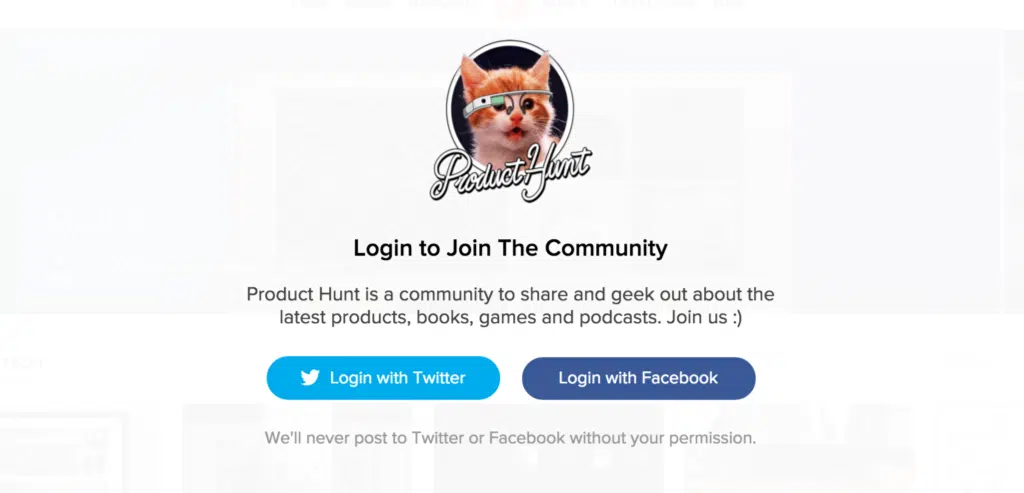 Product Hunt
Login to Join The Community
Product Hunt is a community to share and geek out about the
latest products, books, games and podcasts. Join us :)
Login with Twitter
Login with Facebook
We'll never post to Twitter or Facebook without your permission.